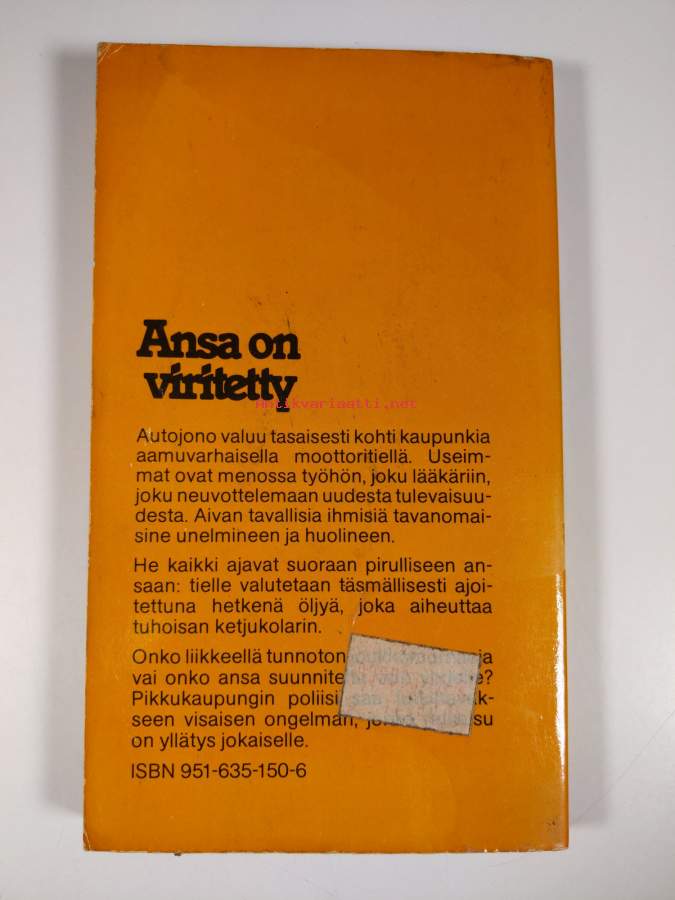 Ansa on
viritetty
Antikvariaatti.net
Autojono valuu tasaisesti kohti kaupunkia
aamuvarhaisella moottoritiellä. Useim-
mat ovat menossa työhön, joku lääkäriin,
joku neuvottelemaan uudesta tulevaisuu-
desta. Aivan tavallisia ihmisiä tavanomai-
sine unelmineen ja huolineen.
He kaikki ajavat suoraan pirulliseen an-
saan: tielle valutetaan täsmällisesti ajoi-
tettuna hetkenä öljyä, joka aiheuttaa
tuhoisan ketjukolarin.
Onko liikkeellä tunnoton
vai onko ansa
Pikkukaupungin poliisi saa
seen visaisen ongelman,
on yllätys jokaiselle.
ISBN 951-635-150-6